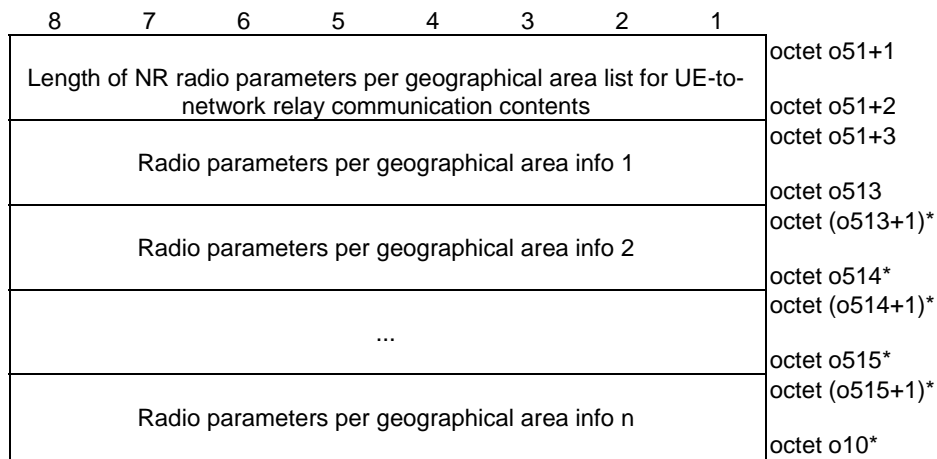 8 7 6 5 4 3 2 1
Length of NR radio parameters per geographical area list for UE-to-
network relay communication contents
octet o51+1
octet o51+2
Radio parameters per geographical area info 1
octet o51+3
octet o513
Radio parameters per geographical area info 2
octet (o513+1)*
octet o514*
...
octet (o514+1)*
octet o515*
Radio parameters per geographical area info n
octet (o515+1)*
octet o10*